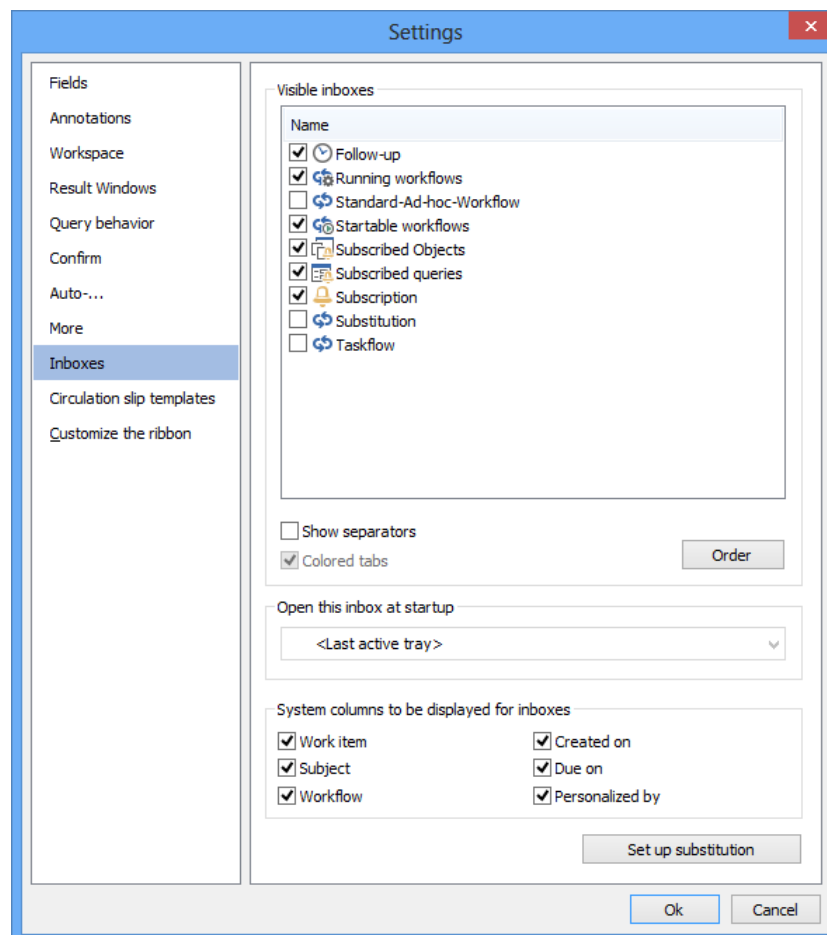 Settings
Fields
Annotations
Workspace
Result Windows
Query behavior
Confirm
Auto-...
More
Inboxes
Circulation slip templates
Customize the ribbon
Visible inboxes
Name
Follow-up
Running workflows
Standard-Ad-hoc-Workflow
Startable workflows
Subscribed Objects
Subscribed queries
Subscription
Substitution
Taskflow
Show separators
Colored tabs
Order
Open this inbox at startup
<Last active tray>
System columns to be displayed for inboxes
Work item
Created on
Subject
Due on
Workflow
Personalized by
Set up substitution
Ok
Cancel